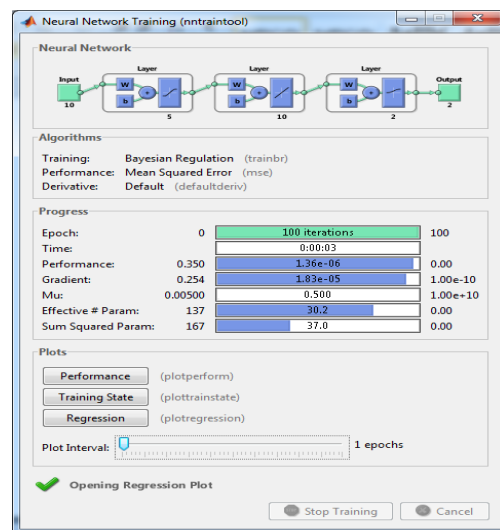 Neural Network Training (nntraintool)
Neural Network
Layer Layer Layer
Input Output
W W W
b b b
10 5 10 2 2
Algorithms
Training: Bayesian Regulation (trainbr)
Performance: Mean Squared Error (mse)
Derivative: Default (defaultderiv)
Progress
Epoch: 0 100 iterations 100
Time: 0:00:03
Performance: 0.350 1.36e-06 0.00
Gradient: 0.254 1.83e-05 1.00e-10
Mu: 0.00500 0.500 1.00e+10
Effective # Param: 137 30.2 0.00
Sum Squared Param: 167 37.0 0.00
Plots
Performance (plotperform)
Training State (plottrainstate)
Regression (plotregression)
Plot Interval: 1 epochs
Opening Regression Plot
Stop Training Cancel